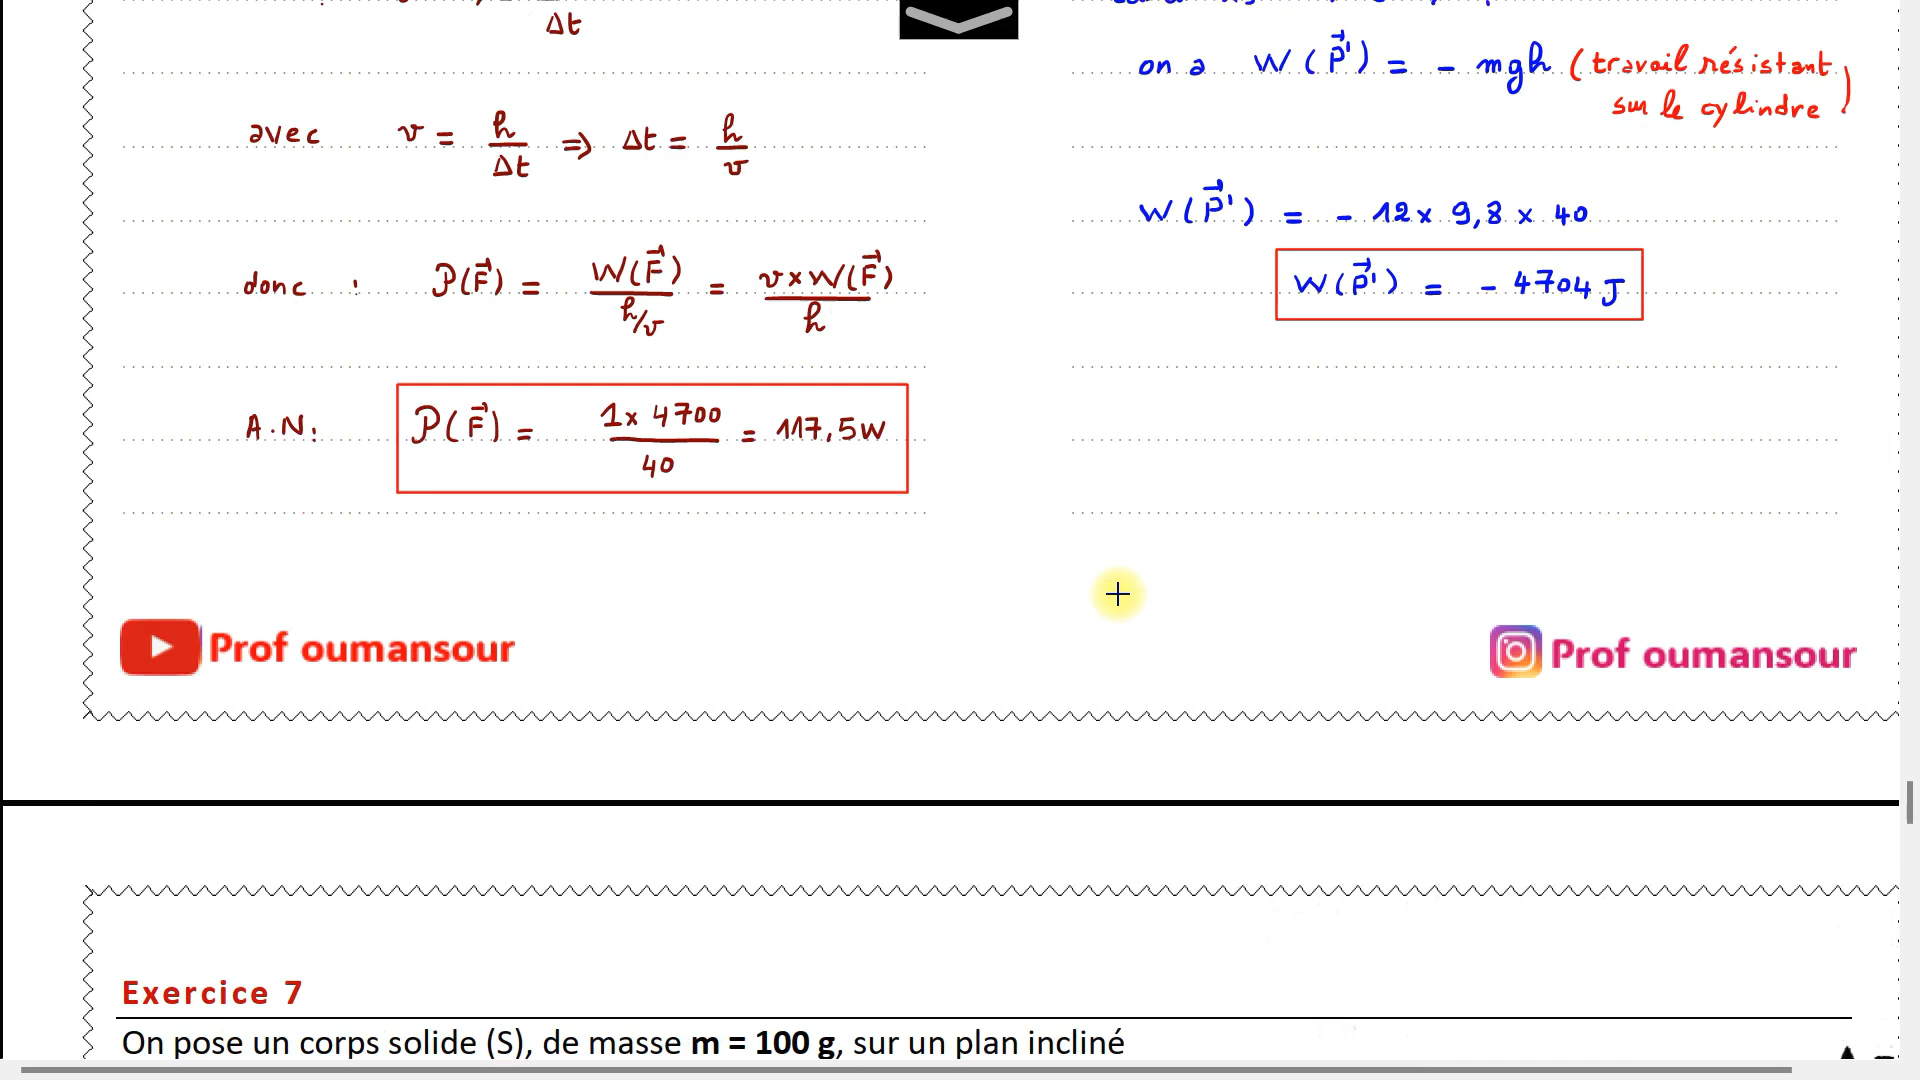 Δt
avec v = h/Δt ⇒ Δt = h/v
donc : P(F⃗) = W(F⃗)/(h/v) = v×W(F⃗)/h
A.N: P(F⃗) = 1×4700/40 = 117,5W
on a W(P⃗') = - mgh (travail résistant
sur le cylindre)
W(P⃗') = - 12 × 9,8 × 40
W(P⃗') = - 4704 J
Prof oumansour
Prof oumansour
Exercice 7
On pose un corps solide (S), de masse m = 100 g, sur un plan incliné